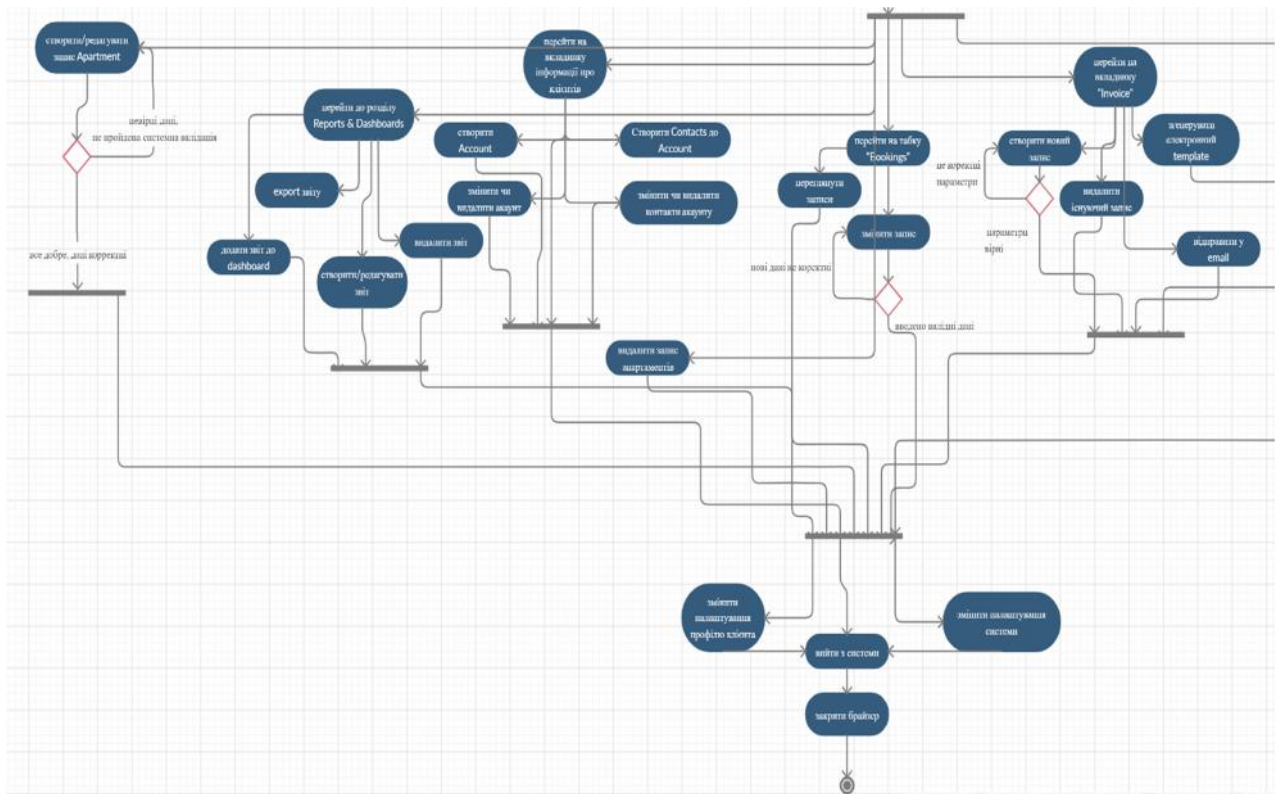 створити/редагувати
запис Apartment
невірні дані,
не пройдена системна валідація
все добре, дані корректні
перейти до розділу
Reports & Dashboards
export звіту
додати звіт до
dashboard
створити/редагувати
звіт
видалити звіт
перейти на
вкладинку
інформації про
клієнтів
створити
Account
Створити Contacts до
Account
змінити чи
видалити акаунт
змінити чи видалити
контакти акаунту
перейти на табку
"Bookings"
переглянути
записи
змінити запис
нові дані не коректні
введено валідні дані
видалити запис
апартаментів
перейти на
вкладинку
"Invoice"
створити новий
запис
не коректні
параметри
параметри
вірні
видалити
існуючий запис
електронний
template
відправити у
email
змінити
налаштування
профілю клієнта
змінити налаштування
системи
вийти з системи
закрити браузер